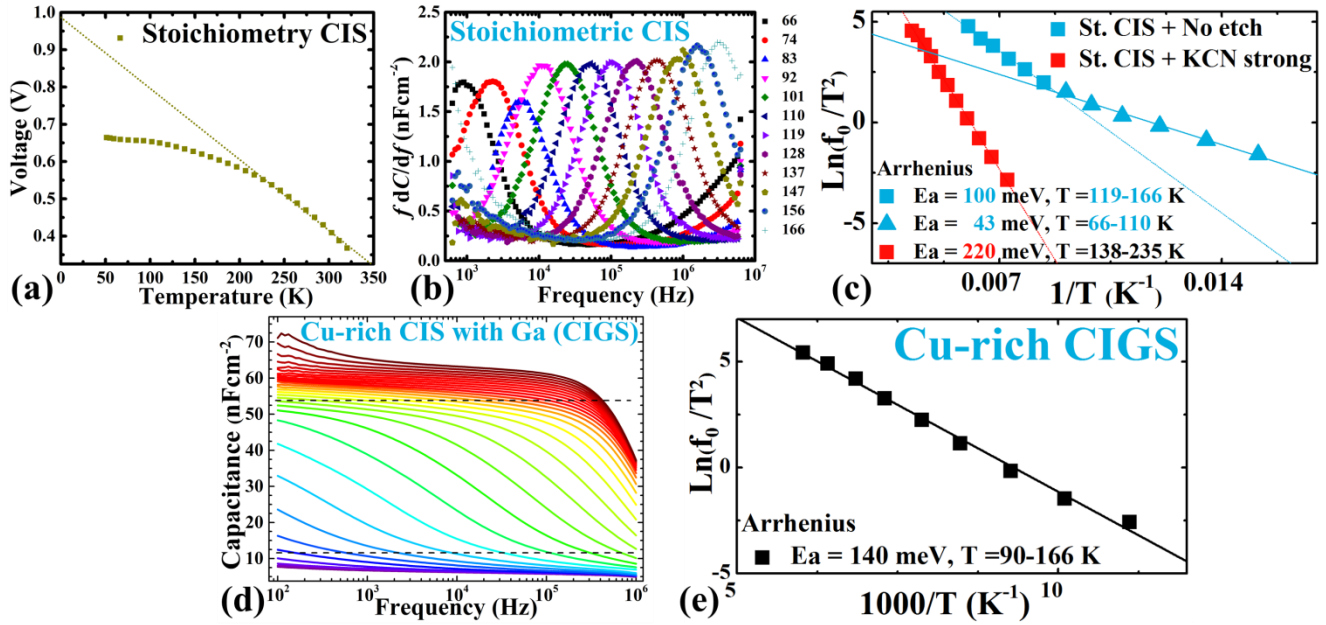 1.0
0.9
0.8
0.7
0.6
0.5
0.4
Voltage (V)
Stoichiometry CIS
0 50 100 150 200 250 300 350
Temperature (K)
(a)
2.5
2.0
1.5
1.0
0.5
0.0
f dC/df (nFcm-2)
Stoichiometric CIS
66
74
83
92
101
110
119
128
137
147
156
166
10³ 10⁴ 10⁵ 10⁶ 10⁷
Frequency (Hz)
(b)
5
0
-5
Ln(f₀/T²)
St. CIS + No etch
St. CIS + KCN strong
Arrhenius
Ea = 100 meV, T =119-166 K
Ea = 43 meV, T =66-110 K
Ea = 220 meV, T =138-235 K
0.007 0.014
1/T (K⁻¹)
(c)
Cu-rich CIS with Ga (CIGS)
70
60
50
40
30
20
10
Capacitance (nFcm⁻²)
10² 10³ 10⁴ 10⁵ 10⁶
Frequency (Hz)
(d)
Cu-rich CIGS
5
0
-5
Ln(f₀/T²)
Arrhenius
Ea = 140 meV, T =90-166 K
5 10
1000/T (K⁻¹)
(e)